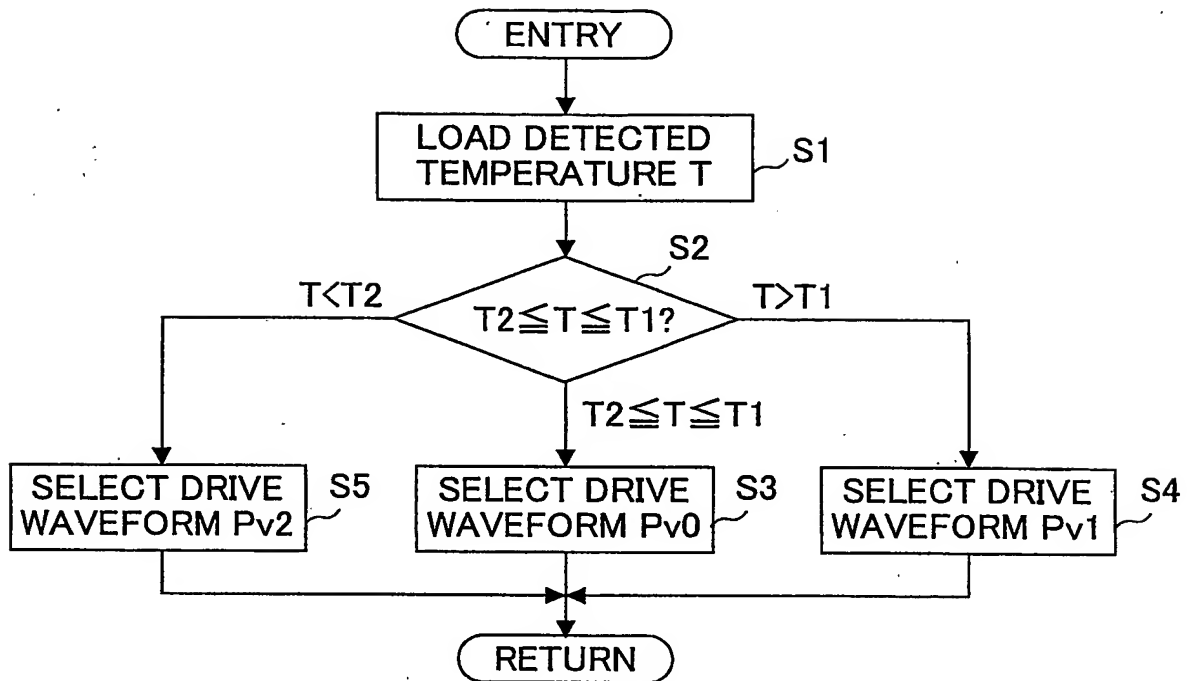 ENTRY
LOAD DETECTED
TEMPERATURE T
S1
S2
T<T2
T2≦T≦T1?
T>T1
T2≦T≦T1
SELECT DRIVE
WAVEFORM Pv2
S5
SELECT DRIVE
WAVEFORM Pv0
S3
SELECT DRIVE
WAVEFORM Pv1
S4
RETURN